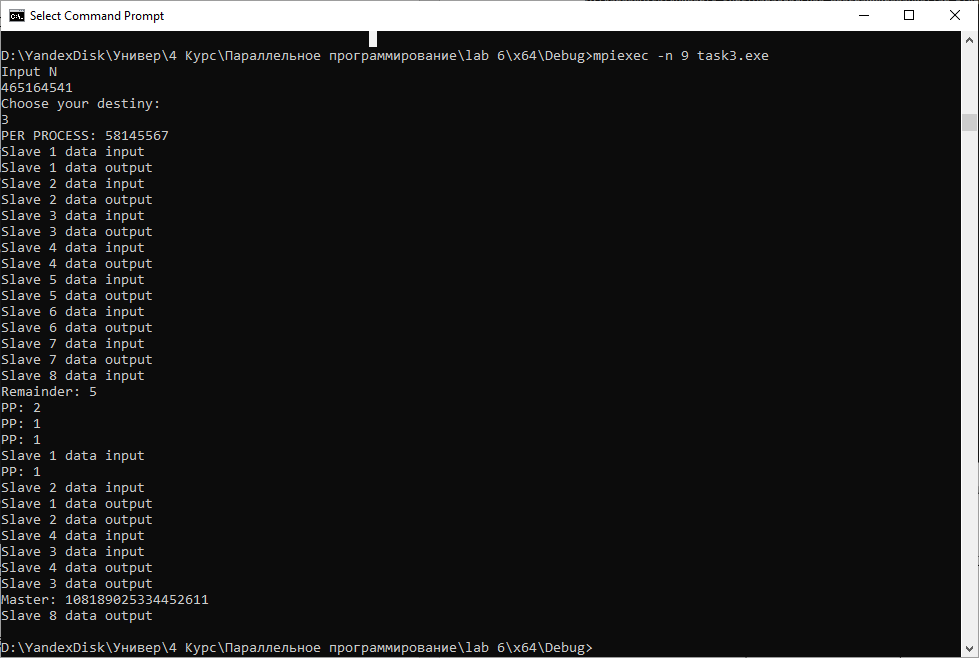 Select Command Prompt
D:\YandexDisk\Универ\4 Курс\Параллельное программирование\lab 6\x64\Debug>mpiexec -n 9 task3.exe
Input N
465164541
Choose your destiny:
3
PER PROCESS: 58145567
Slave 1 data input
Slave 1 data output
Slave 2 data input
Slave 2 data output
Slave 3 data input
Slave 3 data output
Slave 4 data input
Slave 4 data output
Slave 5 data input
Slave 5 data output
Slave 6 data input
Slave 6 data output
Slave 7 data input
Slave 7 data output
Slave 8 data input
Remainder: 5
PP: 2
PP: 1
PP: 1
Slave 1 data input
PP: 1
Slave 2 data input
Slave 1 data output
Slave 2 data output
Slave 4 data input
Slave 3 data input
Slave 4 data output
Slave 3 data output
Master: 108189025334452611
Slave 8 data output
D:\YandexDisk\Универ\4 Курс\Параллельное программирование\lab 6\x64\Debug>